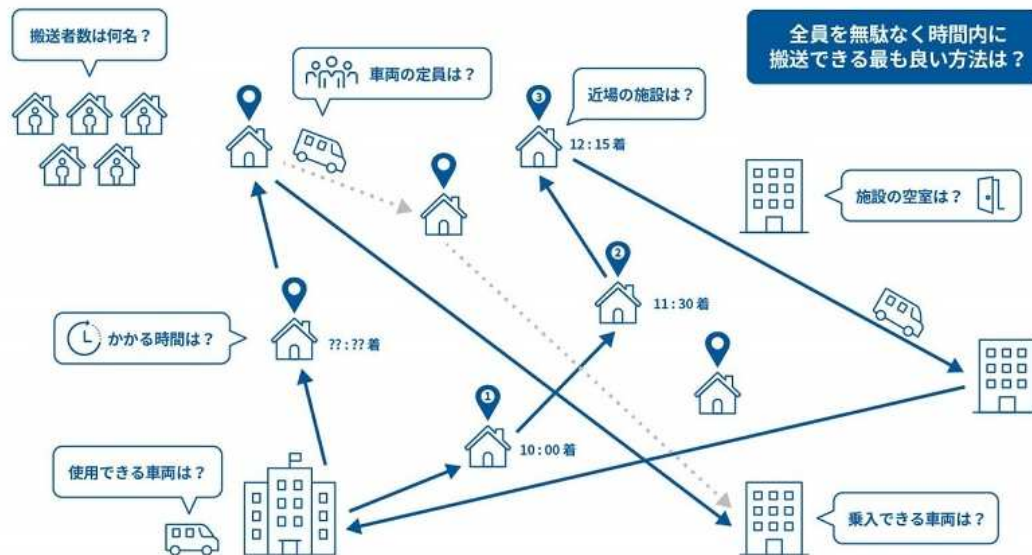 搬送者数は何名？
車両の定員は？
近場の施設は？
全員を無駄なく時間内に
搬送できる最も良い方法は？
3
12：15 着
施設の空室は？
2
11：30 着
かかる時間は？
??：?? 着
1
10：00 着
使用できる車両は？
乗入できる車両は？